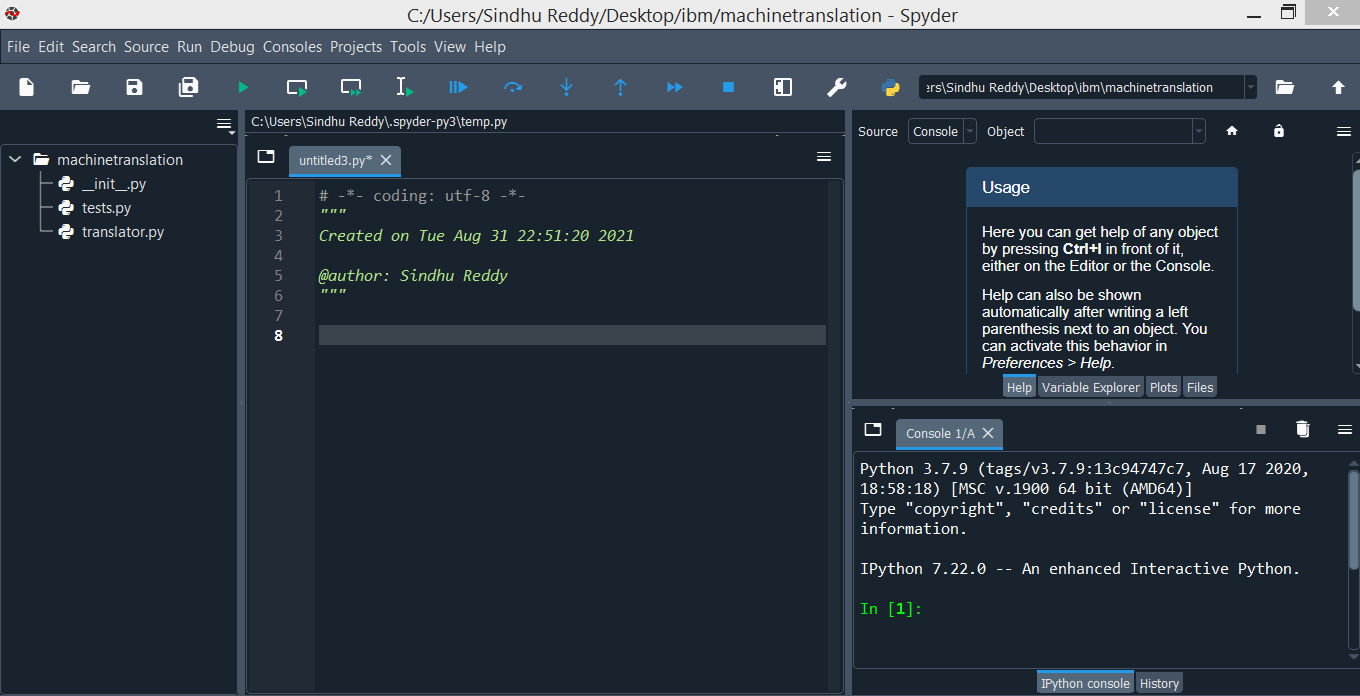 C:/Users/Sindhu Reddy/Desktop/ibm/machinetranslation - Spyder
File Edit Search Source Run Debug Consoles Projects Tools View Help
ers\Sindhu Reddy\Desktop\ibm\machinetranslation
machinetranslation
__init__.py
tests.py
translator.py
C:\Users\Sindhu Reddy\.spyder-py3\temp.py
untitled3.py*
1 # -*- coding: utf-8 -*-
2 """
3 Created on Tue Aug 31 22:51:20 2021
4
5 @author: Sindhu Reddy
6 """
7
8
Source Console Object
Usage
Here you can get help of any object
by pressing Ctrl+I in front of it,
either on the Editor or the Console.
Help can also be shown
automatically after writing a left
parenthesis next to an object. You
can activate this behavior in
Preferences > Help.
Help Variable Explorer Plots Files
Console 1/A
Python 3.7.9 (tags/v3.7.9:13c94747c7, Aug 17 2020,
18:58:18) [MSC v.1900 64 bit (AMD64)]
Type "copyright", "credits" or "license" for more
information.
IPython 7.22.0 -- An enhanced Interactive Python.
In [1]:
IPython console History